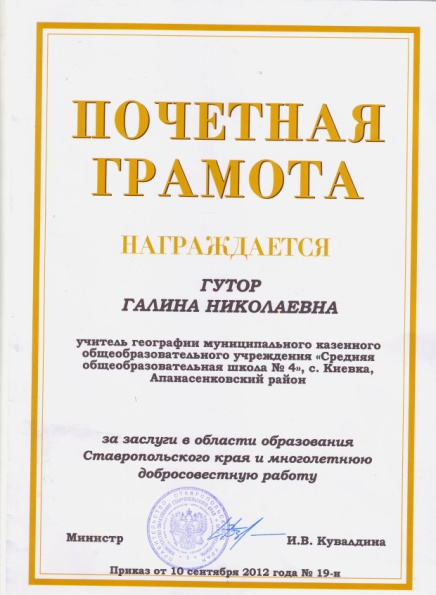 ПОЧЕТНАЯ
ГРАМОТА
НАГРАЖДАЕТСЯ
ГУТОР
ГАЛИНА НИКОЛАЕВНА
учитель географии муниципального казенного
общеобразовательного учреждения «Средняя
общеобразовательная школа № 4», с. Киевка,
Апанасенковский район
за заслуги в области образования
Ставропольского края и многолетнюю
добросовестную работу
Министр И.В. Кувалдина
Приказ от 10 сентября 2012 года № 19-н